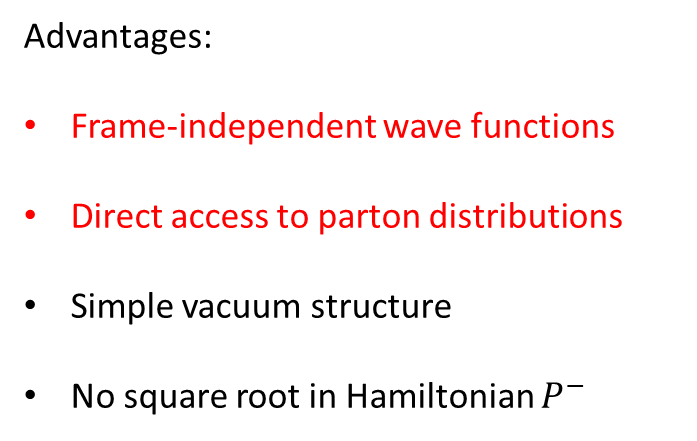 Advantages:
• Frame-independent wave functions
• Direct access to parton distributions
• Simple vacuum structure
• No square root in Hamiltonian P⁻